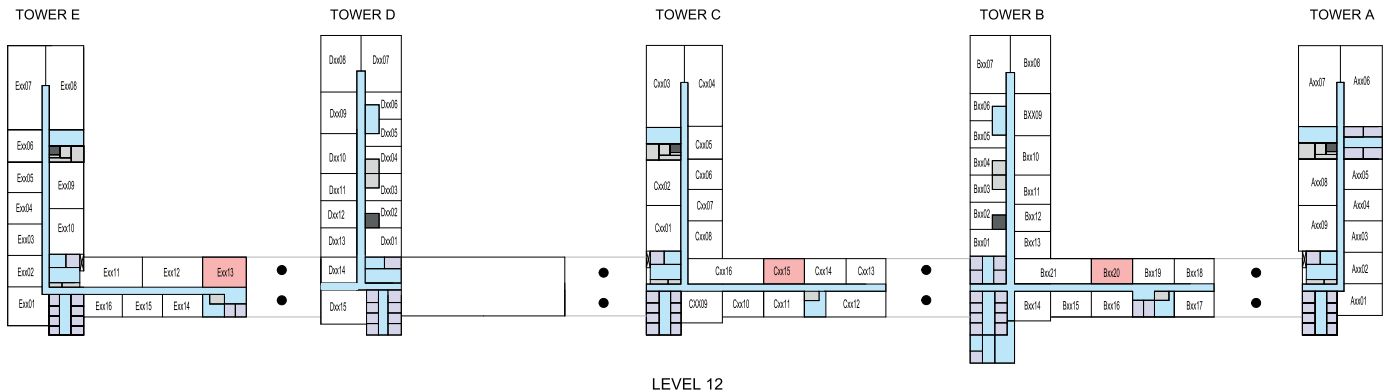 TOWER E
TOWER D
TOWER C
TOWER B
TOWER A
Exx07
Exx08
Exx06
Exx05
Exx09
Exx04
Exx03
Exx10
Exx02
Exx11
Exx12
Exx13
Exx01
Exx16
Exx15
Exx14
Dxx08
Dxx07
Dxx09
Dxx06
Dxx05
Dxx10
Dxx04
Dxx11
Dxx03
Dxx12
Dxx02
Dxx13
Dxx01
Dxx14
Dxx15
Cxx03
Cxx04
Cxx05
Cxx02
Cxx06
Cxx07
Cxx01
Cxx08
Cxx16
Cxx15
Cxx14
Cxx13
CXX09
Cxx10
Cxx11
Cxx12
Bxx07
Bxx08
Bxx06
BXX09
Bxx05
Bxx04
Bxx10
Bxx03
Bxx11
Bxx02
Bxx12
Bxx01
Bxx13
Bxx21
Bxx20
Bxx19
Bxx18
Bxx14
Bxx15
Bxx16
Bxx17
Axx07
Axx06
Axx08
Axx05
Axx04
Axx09
Axx03
Axx02
Axx01
LEVEL 12